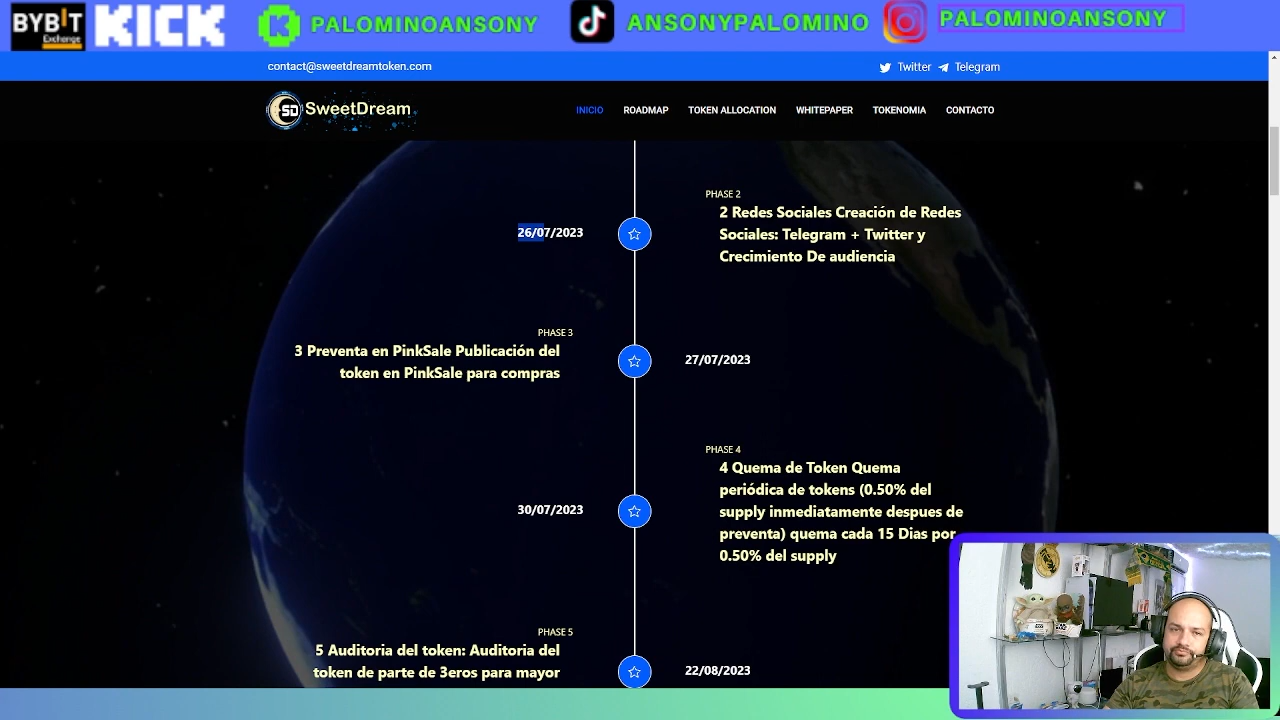 BYBIT
Exchange
KICK
PALOMINOANSONY
ANSONYPALOMINO
PALOMINOANSONY
contact@sweetdreamtoken.com
Twitter
Telegram
SD
SweetDream
INICIO
ROADMAP
TOKEN ALLOCATION
WHITEPAPER
TOKENOMIA
CONTACTO
PHASE 2
26/07/2023
2 Redes Sociales Creación de Redes
Sociales: Telegram + Twitter y
Crecimiento De audiencia
PHASE 3
3 Preventa en PinkSale Publicación del
token en PinkSale para compras
27/07/2023
PHASE 4
30/07/2023
4 Quema de Token Quema
periódica de tokens (0.50% del
supply inmediatamente despues de
preventa) quema cada 15 Dias por
0.50% del supply
PHASE 5
5 Auditoria del token: Auditoria del
token de parte de 3eros para mayor
22/08/2023